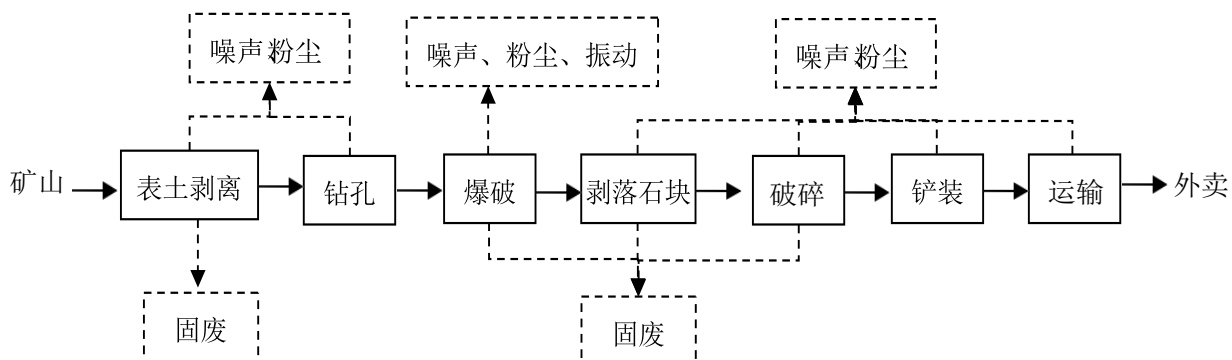 噪声、粉尘
噪声、粉尘、振动
噪声、粉尘
矿山
表土剥离
钻孔
爆破
剥落石块
破碎
铲装
运输
外卖
固废
固废